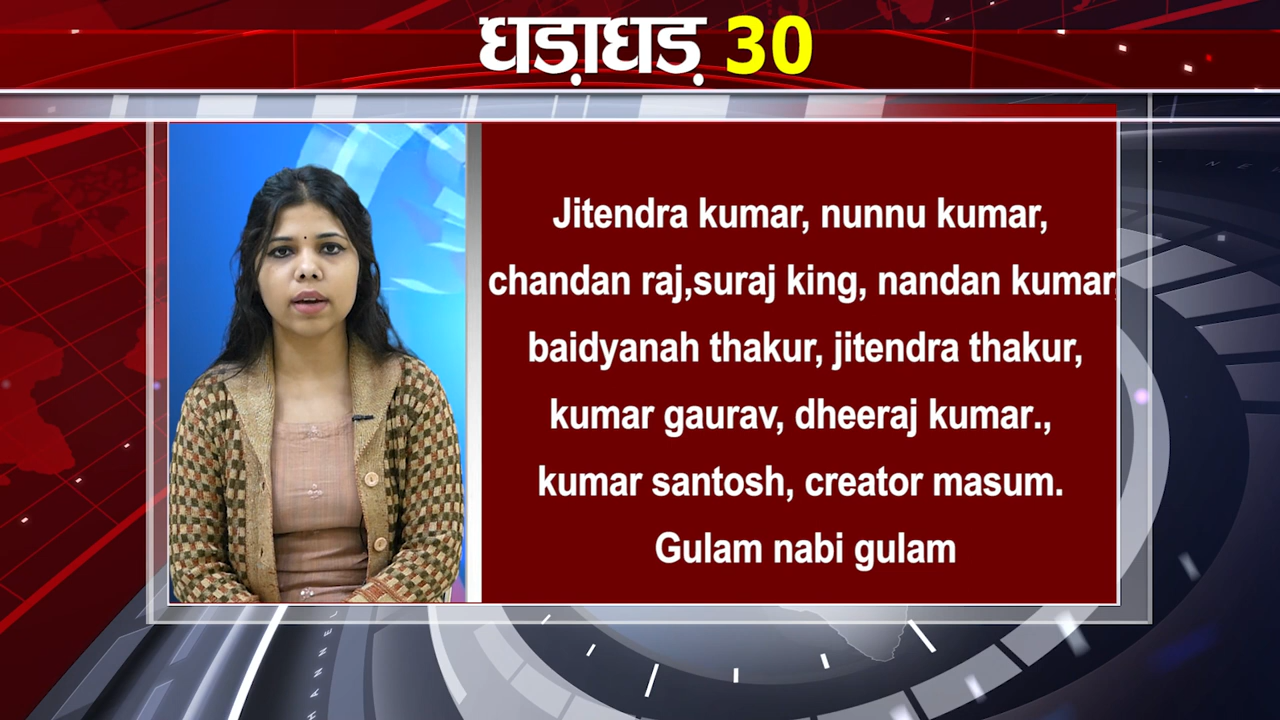 धड़ाधड़ 30
Jitendra kumar, nunnu kumar,
chandan raj,suraj king, nandan kumar,
baidyanah thakur, jitendra thakur,
kumar gaurav, dheeraj kumar.,
kumar santosh, creator masum.
Gulam nabi gulam